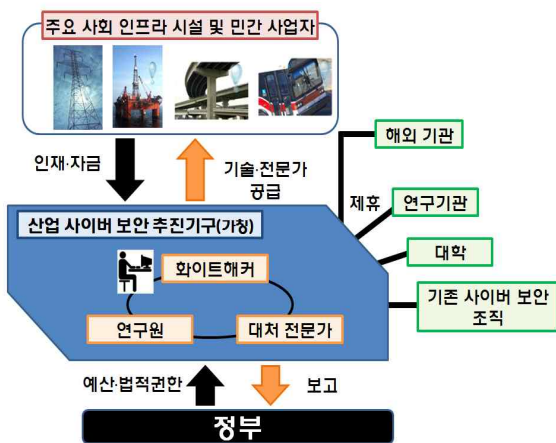 주요 사회 인프라 시설 및 민간 사업자
인재·자금
기술·전문가
공급
해외 기관
제휴
연구기관
대학
기존 사이버 보안
조직
산업 사이버 보안 추진기구(가칭)
화이트해커
연구원
대처 전문가
예산·법적권한
보고
정부